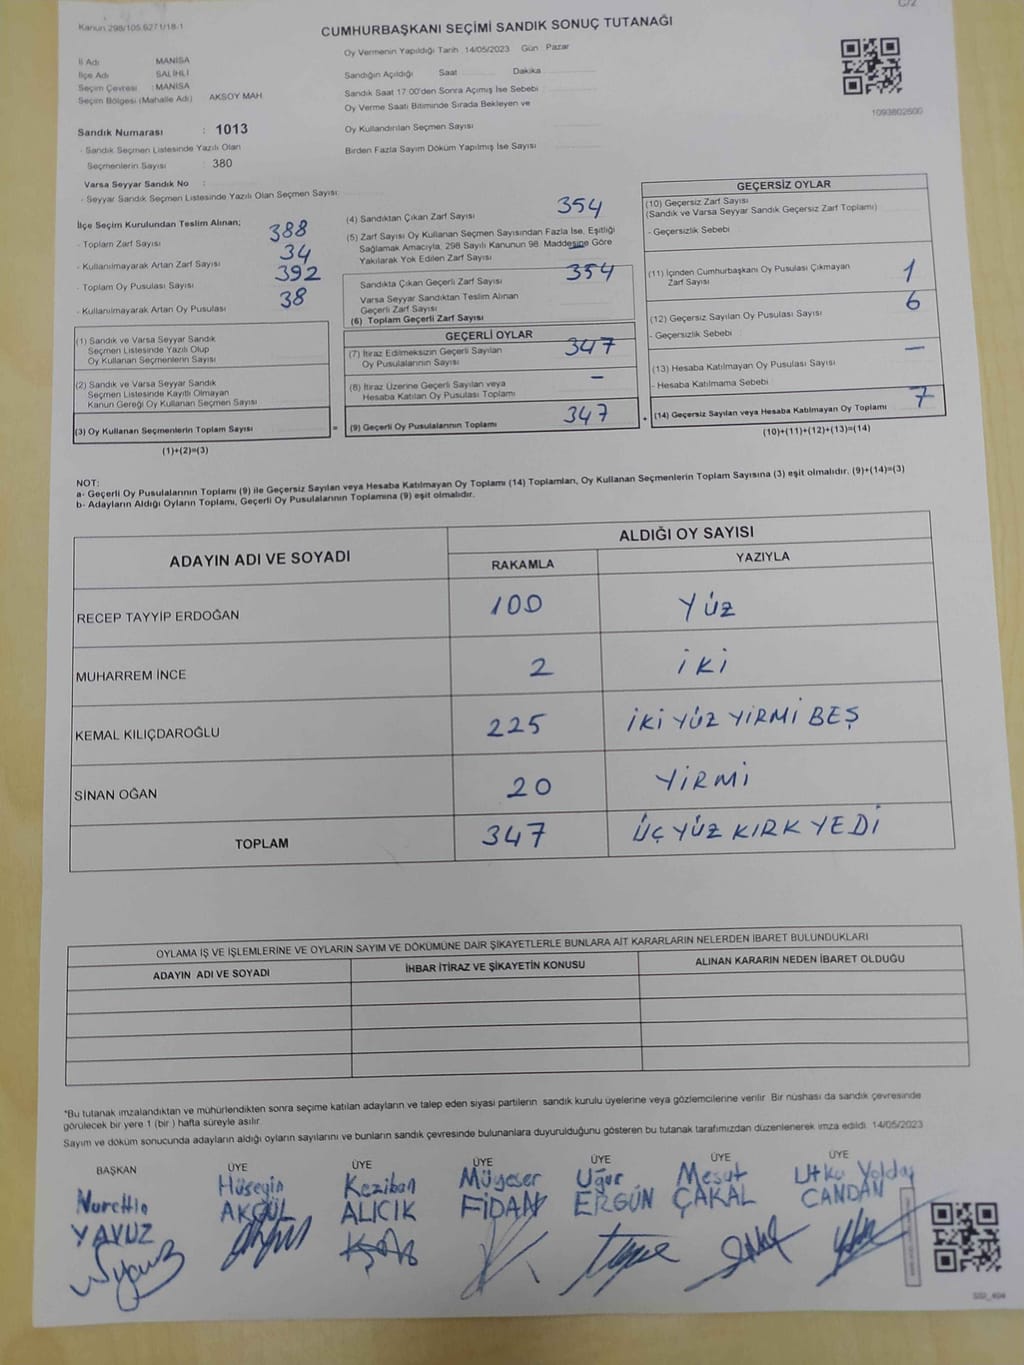 C/2
Kanun 298/105,6271/18-1
CUMHURBAŞKANI SEÇİMİ SANDIK SONUÇ TUTANAĞI
Oy Vermenin Yapıldığı Tarih : 14/05/2023 Gün : Pazar
İl Adı MANİSA
İlçe Adı SALİHLİ
Seçim Çevresi : MANİSA
Seçim Bölgesi (Mahalle Adı) AKSOY MAH
Sandık Numarası : 1013
- Sandık Seçmen Listesinde Yazılı Olan
Seçmenlerin Sayısı : 380
Varsa Seyyar Sandık No :
- Seyyar Sandık Seçmen Listesinde Yazılı Olan Seçmen Sayısı:
Sandığın Açıldığı Saat Dakika
Sandık Saat 17.00'den Sonra Açımış İse Sebebi
Oy Verme Saati Bitiminde Sırada Bekleyen ve
Oy Kullandırılan Seçmen Sayısı
Birden Fazla Sayım Döküm Yapılmış İse Sayısı
1093802600
İlçe Seçim Kurulundan Teslim Alınan;
- Toplam Zarf Sayısı 388
- Kullanılmayarak Artan Zarf Sayısı 34
- Toplam Oy Pusulası Sayısı 392
- Kullanılmayarak Artan Oy Pusulası 38
(1) Sandık ve Varsa Seyyar Sandık
Seçmen Listesinde Yazılı Olup
Oy Kullanan Seçmenlerin Sayısı
(2) Sandık ve Varsa Seyyar Sandık
Seçmen Listesinde Kayıtlı Olmayan
Kanun Gereği Oy Kullanan Seçmen Sayısı
(3) Oy Kullanan Seçmenlerin Toplam Sayısı =
(1)+(2)=(3)
(4) Sandıktan Çıkan Zarf Sayısı 354
(5) Zarf Sayısı Oy Kullanan Seçmen Sayısından Fazla İse, Eşitliği
Sağlamak Amacıyla, 298 Sayılı Kanunun 98. Maddesine Göre
Yakılarak Yok Edilen Zarf Sayısı —
Sandıkta Çıkan Geçerli Zarf Sayısı 354
Varsa Seyyar Sandıktan Teslim Alınan
Geçerli Zarf Sayısı
(6) Toplam Geçerli Zarf Sayısı
GEÇERLİ OYLAR
(7) İtiraz Edilmeksizin Geçerli Sayılan
Oy Pusulalarının Sayısı 347
(8) İtiraz Üzerine Geçerli Sayılan veya
Hesaba Katılan Oy Pusulası Toplamı —
(9) Geçerli Oy Pusulalarının Toplamı 347 +
GEÇERSİZ OYLAR
(10) Geçersiz Zarf Sayısı
(Sandık ve Varsa Seyyar Sandık Geçersiz Zarf Toplamı)
- Geçersizlik Sebebi
(11) İçinden Cumhurbaşkanı Oy Pusulası Çıkmayan
Zarf Sayısı 1
(12) Geçersiz Sayılan Oy Pusulası Sayısı 6
- Geçersizlik Sebebi :
(13) Hesaba Katılmayan Oy Pusulası Sayısı —
- Hesaba Katılmama Sebebi
(14) Geçersiz Sayılan veya Hesaba Katılmayan Oy Toplamı 7
(10)+(11)+(12)+(13)=(14)
NOT:
a- Geçerli Oy Pusulalarının Toplamı (9) ile Geçersiz Sayılan veya Hesaba Katılmayan Oy Toplamı (14) Toplamları, Oy Kullanan Seçmenlerin Toplam Sayısına (3) eşit olmalıdır. (9)+(14)=(3)
b- Adayların Aldığı Oyların Toplamı, Geçerli Oy Pusulalarının Toplamına (9) eşit olmalıdır.
ADAYIN ADI VE SOYADI ALDIĞI OY SAYISI
RAKAMLA YAZIYLA
RECEP TAYYİP ERDOĞAN 100 YÜZ
MUHARREM İNCE 2 İKİ
KEMAL KILIÇDAROĞLU 225 İKİ YÜZ YİRMİ BEŞ
SİNAN OĞAN 20 YİRMİ
TOPLAM 347 ÜÇ YÜZ KIRK YEDİ
OYLAMA İŞ VE İŞLEMLERİNE VE OYLARIN SAYIM VE DÖKÜMÜNE DAİR ŞİKAYETLERLE BUNLARA AİT KARARLARIN NELERDEN İBARET BULUNDUKLARI
ADAYIN ADI VE SOYADI İHBAR İTİRAZ VE ŞİKAYETİN KONUSU ALINAN KARARIN NEDEN İBARET OLDUĞU
*Bu tutanak imzalandıktan ve mühürlendikten sonra seçime katılan adayların ve talep eden siyasi partilerin sandık kurulu üyelerine veya gözlemcilerine verilir. Bir nüshası da sandık çevresinde
görülecek bir yere 1 (bir ) hafta süreyle asılır.
Sayım ve döküm sonucunda adayların aldığı oyların sayılarını ve bunların sandık çevresinde bulunanlara duyurulduğunu gösteren bu tutanak tarafımızdan düzenlenerek imza edildi. 14/05/2023
BAŞKAN ÜYE ÜYE ÜYE ÜYE ÜYE ÜYE
Nurettin Hüseyin Keziban Müyeser Uğur Mesut Utku Yoldaş
YAVUZ AKGÜL ALICIK FİDAN ERGÜN ÇAKAL CANDAN